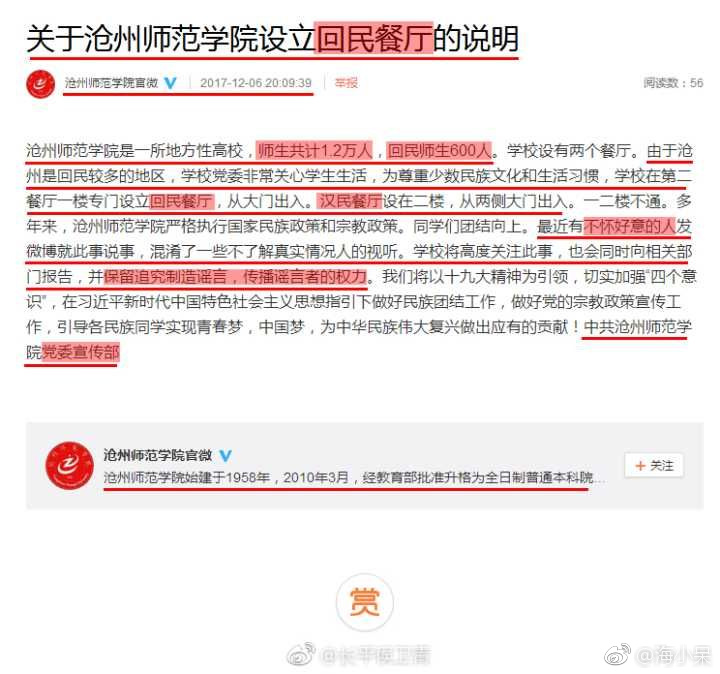 关于沧州师范学院设立回民餐厅的说明
沧州师范学院官微 2017-12-06 20:09:39 举报 阅读数：56
沧州师范学院是一所地方性高校，师生共计1.2万人，回民师生600人。学校设有两个餐厅。由于沧
州是回民较多的地区，学校党委非常关心学生生活，为尊重少数民族文化和生活习惯，学校在第二
餐厅一楼专门设立回民餐厅，从大门出入。汉民餐厅设在二楼，从两侧大门出入。一二楼不通。多
年来，沧州师范学院严格执行国家民族政策和宗教政策。同学们团结向上。最近有不怀好意的人发
微博就此事说事，混淆了一些不了解真实情况人的视听。学校将高度关注此事，也会同时向相关部
门报告，并保留追究制造谣言，传播谣言者的权力。我们将以十九大精神为引领，切实加强“四个意
识”，在习近平新时代中国特色社会主义思想指引下做好民族团结工作，做好党的宗教政策宣传工
作，引导各民族同学实现青春梦，中国梦，为中华民族伟大复兴做出应有的贡献！中共沧州师范学
院党委宣传部
沧州师范学院官微
沧州师范学院始建于1958年，2010年3月，经教育部批准升格为全日制普通本科院...
+ 关注
赏
@长平侯卫青
@海小呆